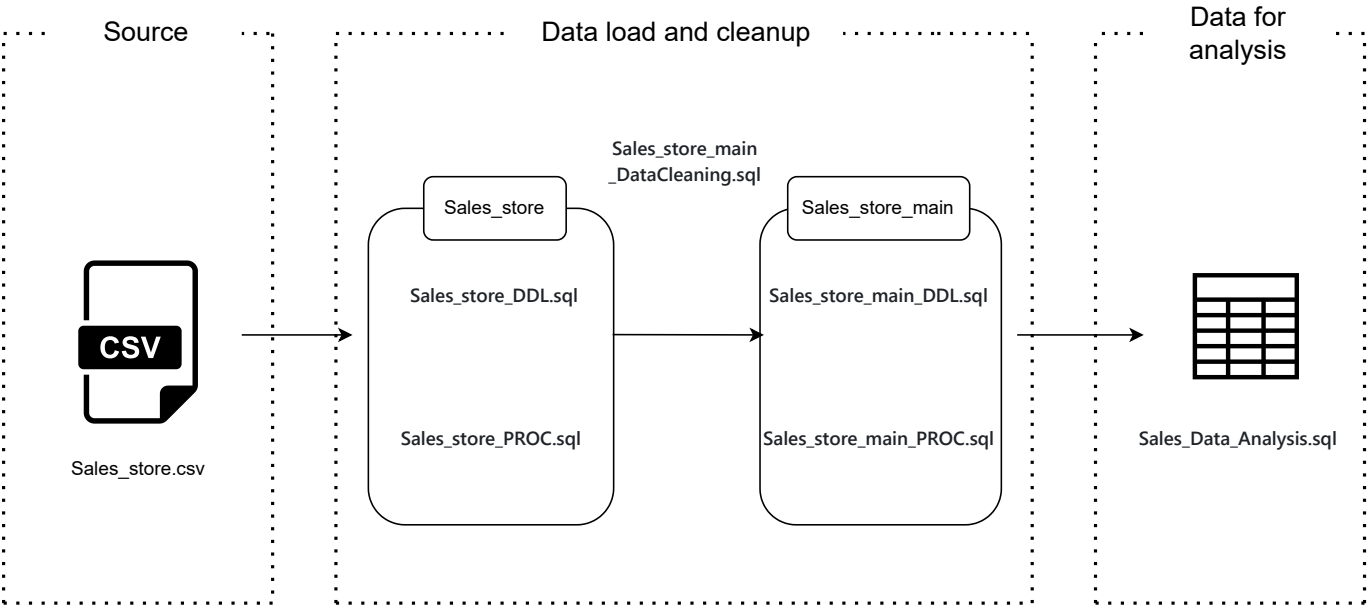 Source
Data load and cleanup
Data for
analysis
Sales_store_main
_DataCleaning.sql
Sales_store
Sales_store_main
Sales_store_DDL.sql
Sales_store_main_DDL.sql
CSV
Sales_store_PROC.sql
Sales_store_main_PROC.sql
Sales_Data_Analysis.sql
Sales_store.csv